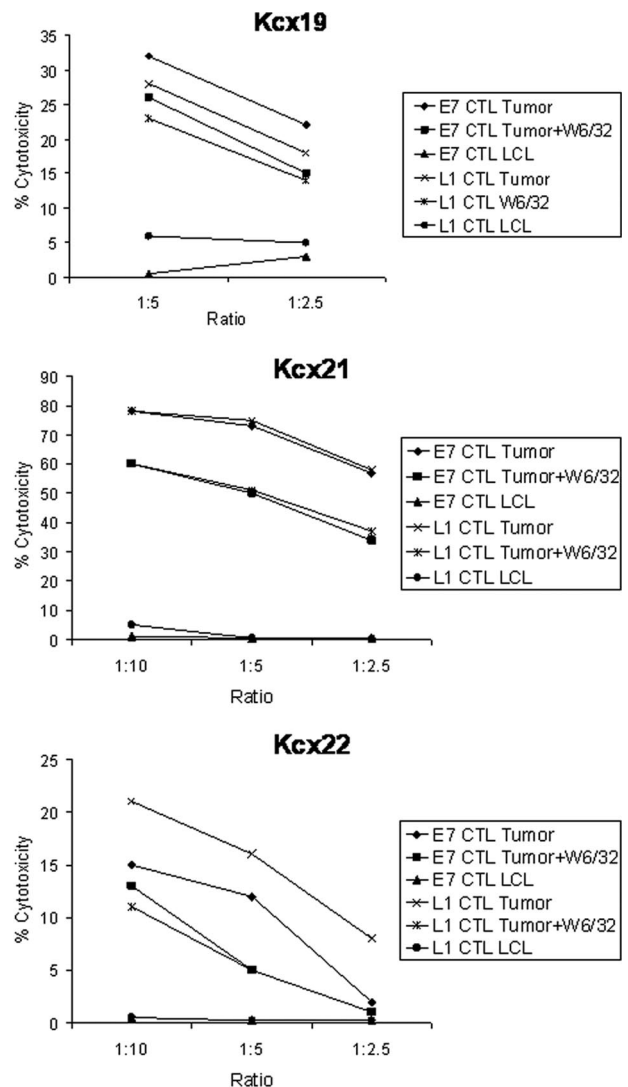 Kcx19
35
30
25
20
15
10
5
0
% Cytotoxicity
1:5
1:2.5
Ratio
E7 CTL Tumor
E7 CTL Tumor+W6/32
E7 CTL LCL
L1 CTL Tumor
L1 CTL W6/32
L1 CTL LCL
Kcx21
90
80
70
60
50
40
30
20
10
0
% Cytotoxicity
1:10
1:5
1:2.5
Ratio
E7 CTL Tumor
E7 CTL Tumor+W6/32
E7 CTL LCL
L1 CTL Tumor
L1 CTL Tumor+W6/32
L1 CTL LCL
Kcx22
25
20
15
10
5
0
% Cytotoxicity
1:10
1:5
1:2.5
Ratio
E7 CTL Tumor
E7 CTL Tumor+W6/32
E7 CTL LCL
L1 CTL Tumor
L1 CTL Tumor+W6/32
L1 CTL LCL